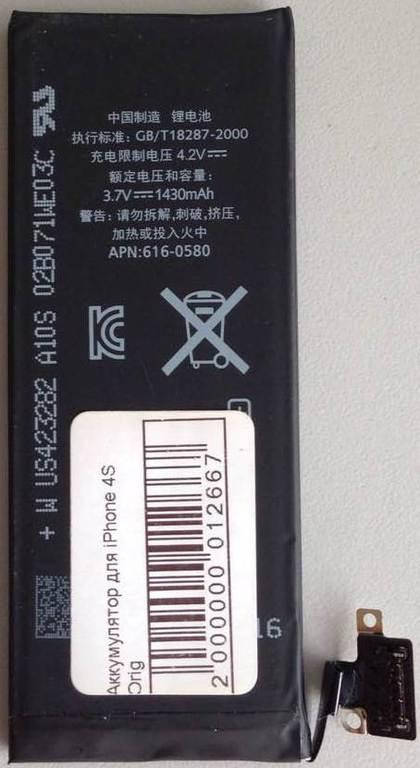 中国制造 锂电池
执行标准: GB/T18287-2000
充电限制电压 4.2V⎓
额定电压和容量:
3.7V⎓1430mAh
警告: 请勿拆解,刺破,挤压,
加热或投入火中
APN:616-0580
+ W US423282 A10S 02B071WE03C
Аккумулятор для iPhone 4S
Orig
2 000000 012667
16